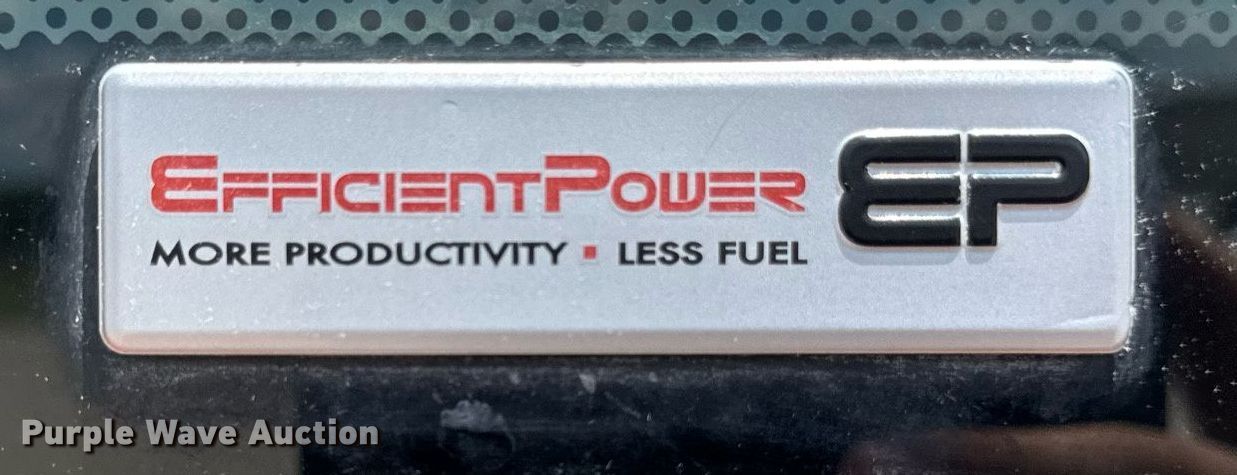 EFFICIENTPOWER
MORE PRODUCTIVITY ▪ LESS FUEL
EP
Purple Wave Auction